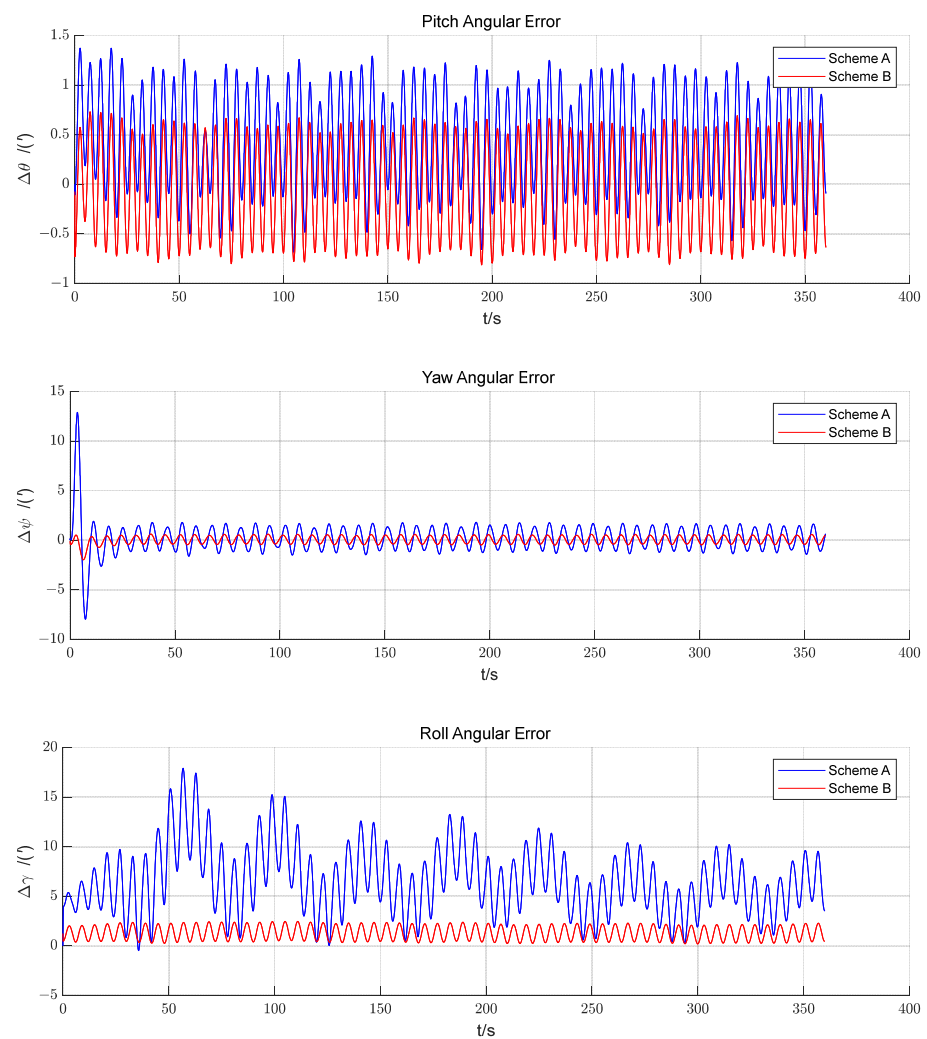 Pitch Angular Error
1.5
1
0.5
0
−0.5
−1
Δθ /(′)
Scheme A
Scheme B
0 50 100 150 200 250 300 350 400
t/s
Yaw Angular Error
15
10
5
0
−5
−10
Δψ /(′)
Scheme A
Scheme B
0 50 100 150 200 250 300 350 400
t/s
Roll Angular Error
20
15
10
5
0
−5
Δγ /(′)
Scheme A
Scheme B
0 50 100 150 200 250 300 350 400
t/s